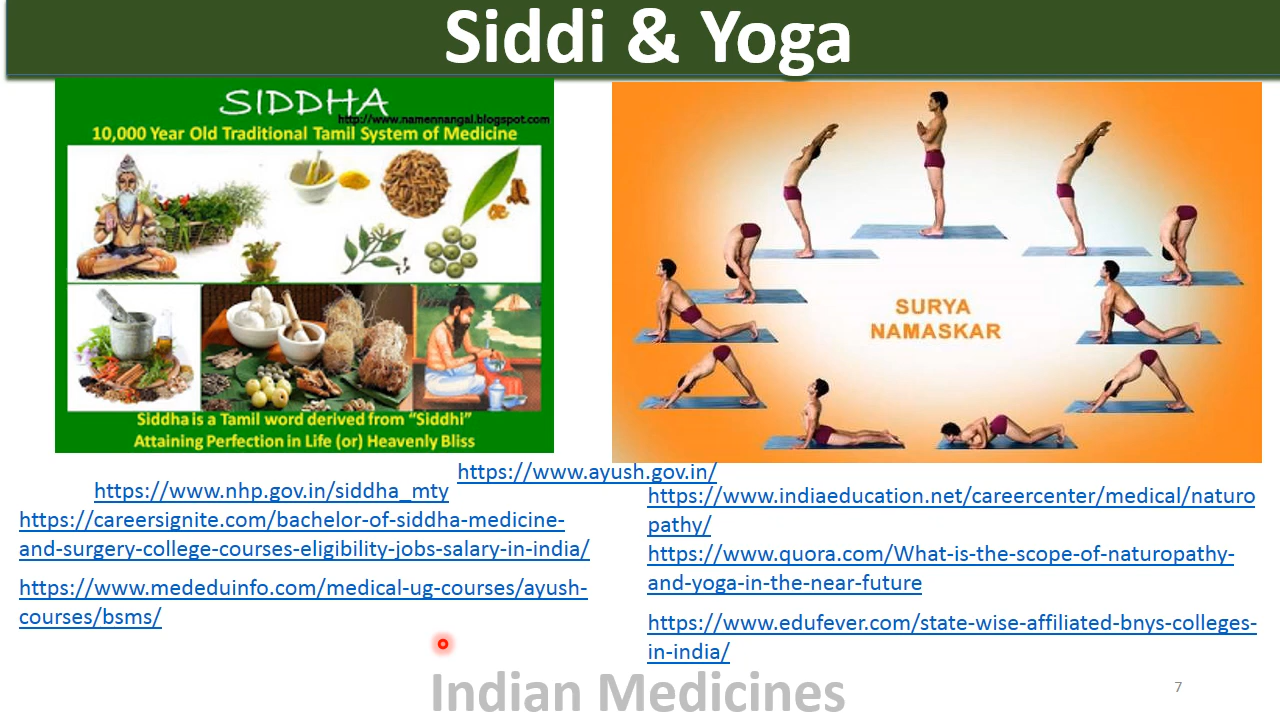 Siddi & Yoga
SIDDHA
http://www.namennangal.blogspot.com
10,000 Year Old Traditional Tamil System of Medicine
Siddha is a Tamil word derived from “Siddhi”
Attaining Perfection in Life (or) Heavenly Bliss
SURYA
NAMASKAR
https://www.ayush.gov.in/
https://www.nhp.gov.in/siddha_mty
https://careersignite.com/bachelor-of-siddha-medicine-
and-surgery-college-courses-eligibility-jobs-salary-in-india/
https://www.mededuinfo.com/medical-ug-courses/ayush-
courses/bsms/
https://www.indiaeducation.net/careercenter/medical/naturo
pathy/
https://www.quora.com/What-is-the-scope-of-naturopathy-
and-yoga-in-the-near-future
https://www.edufever.com/state-wise-affiliated-bnys-colleges-
in-india/
Indian Medicines
7